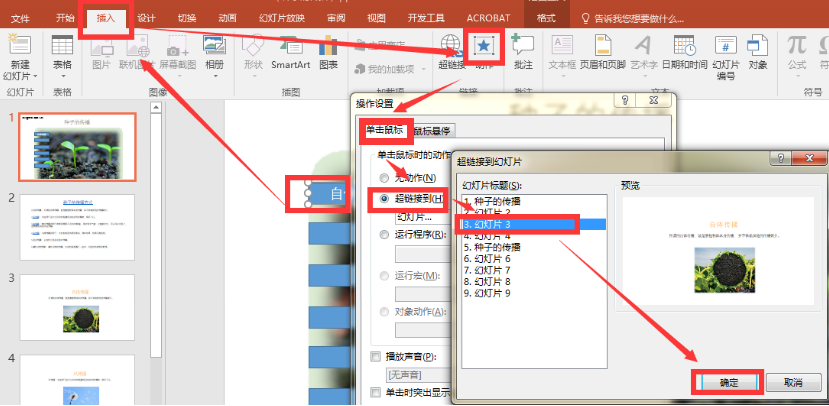 文件 开始 插入 设计 切换 动画 幻灯片放映 审阅 视图 开发工具 ACROBAT 格式 告诉我您想要做什么...
新建 幻灯片 表格 图片 联机图片 屏幕截图 相册 形状 SmartArt 图表 我的加载项 超链接 动作 批注 文本框 页眉和页脚 艺术字 日期和时间 幻灯片 编号 对象 公式 符
幻灯片 表格 图像 插图 加载项 链接 批注 文本 符号
1
种子的传播
2
种子的传播方式
3
4
种子的传播
自
操作设置
单击鼠标 鼠标悬停
单击鼠标时的动作
无动作(N)
超链接到(H)
幻灯片...
运行程序(R):
运行宏(M):
对象动作(A):
播放声音(P):
[无声音]
单击时突出显示
超链接到幻灯片
幻灯片标题(S):
1. 种子的传播
2. 幻灯片 2
3. 幻灯片 3
4. 幻灯片 4
5. 种子的传播
6. 幻灯片 6
7. 幻灯片 7
8. 幻灯片 8
9. 幻灯片 9
预览
自体传播
确定 取消